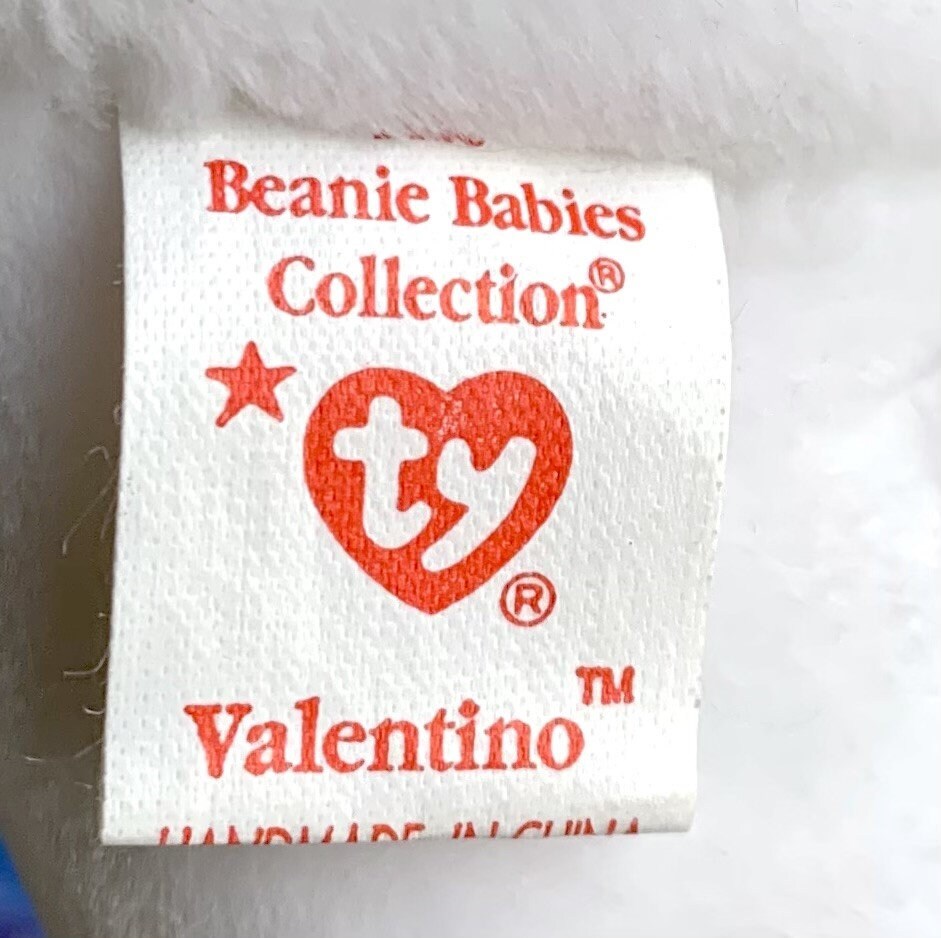 Beanie Babies
Collection®
ty
®
Valentino™
HANDMADE IN CHINA